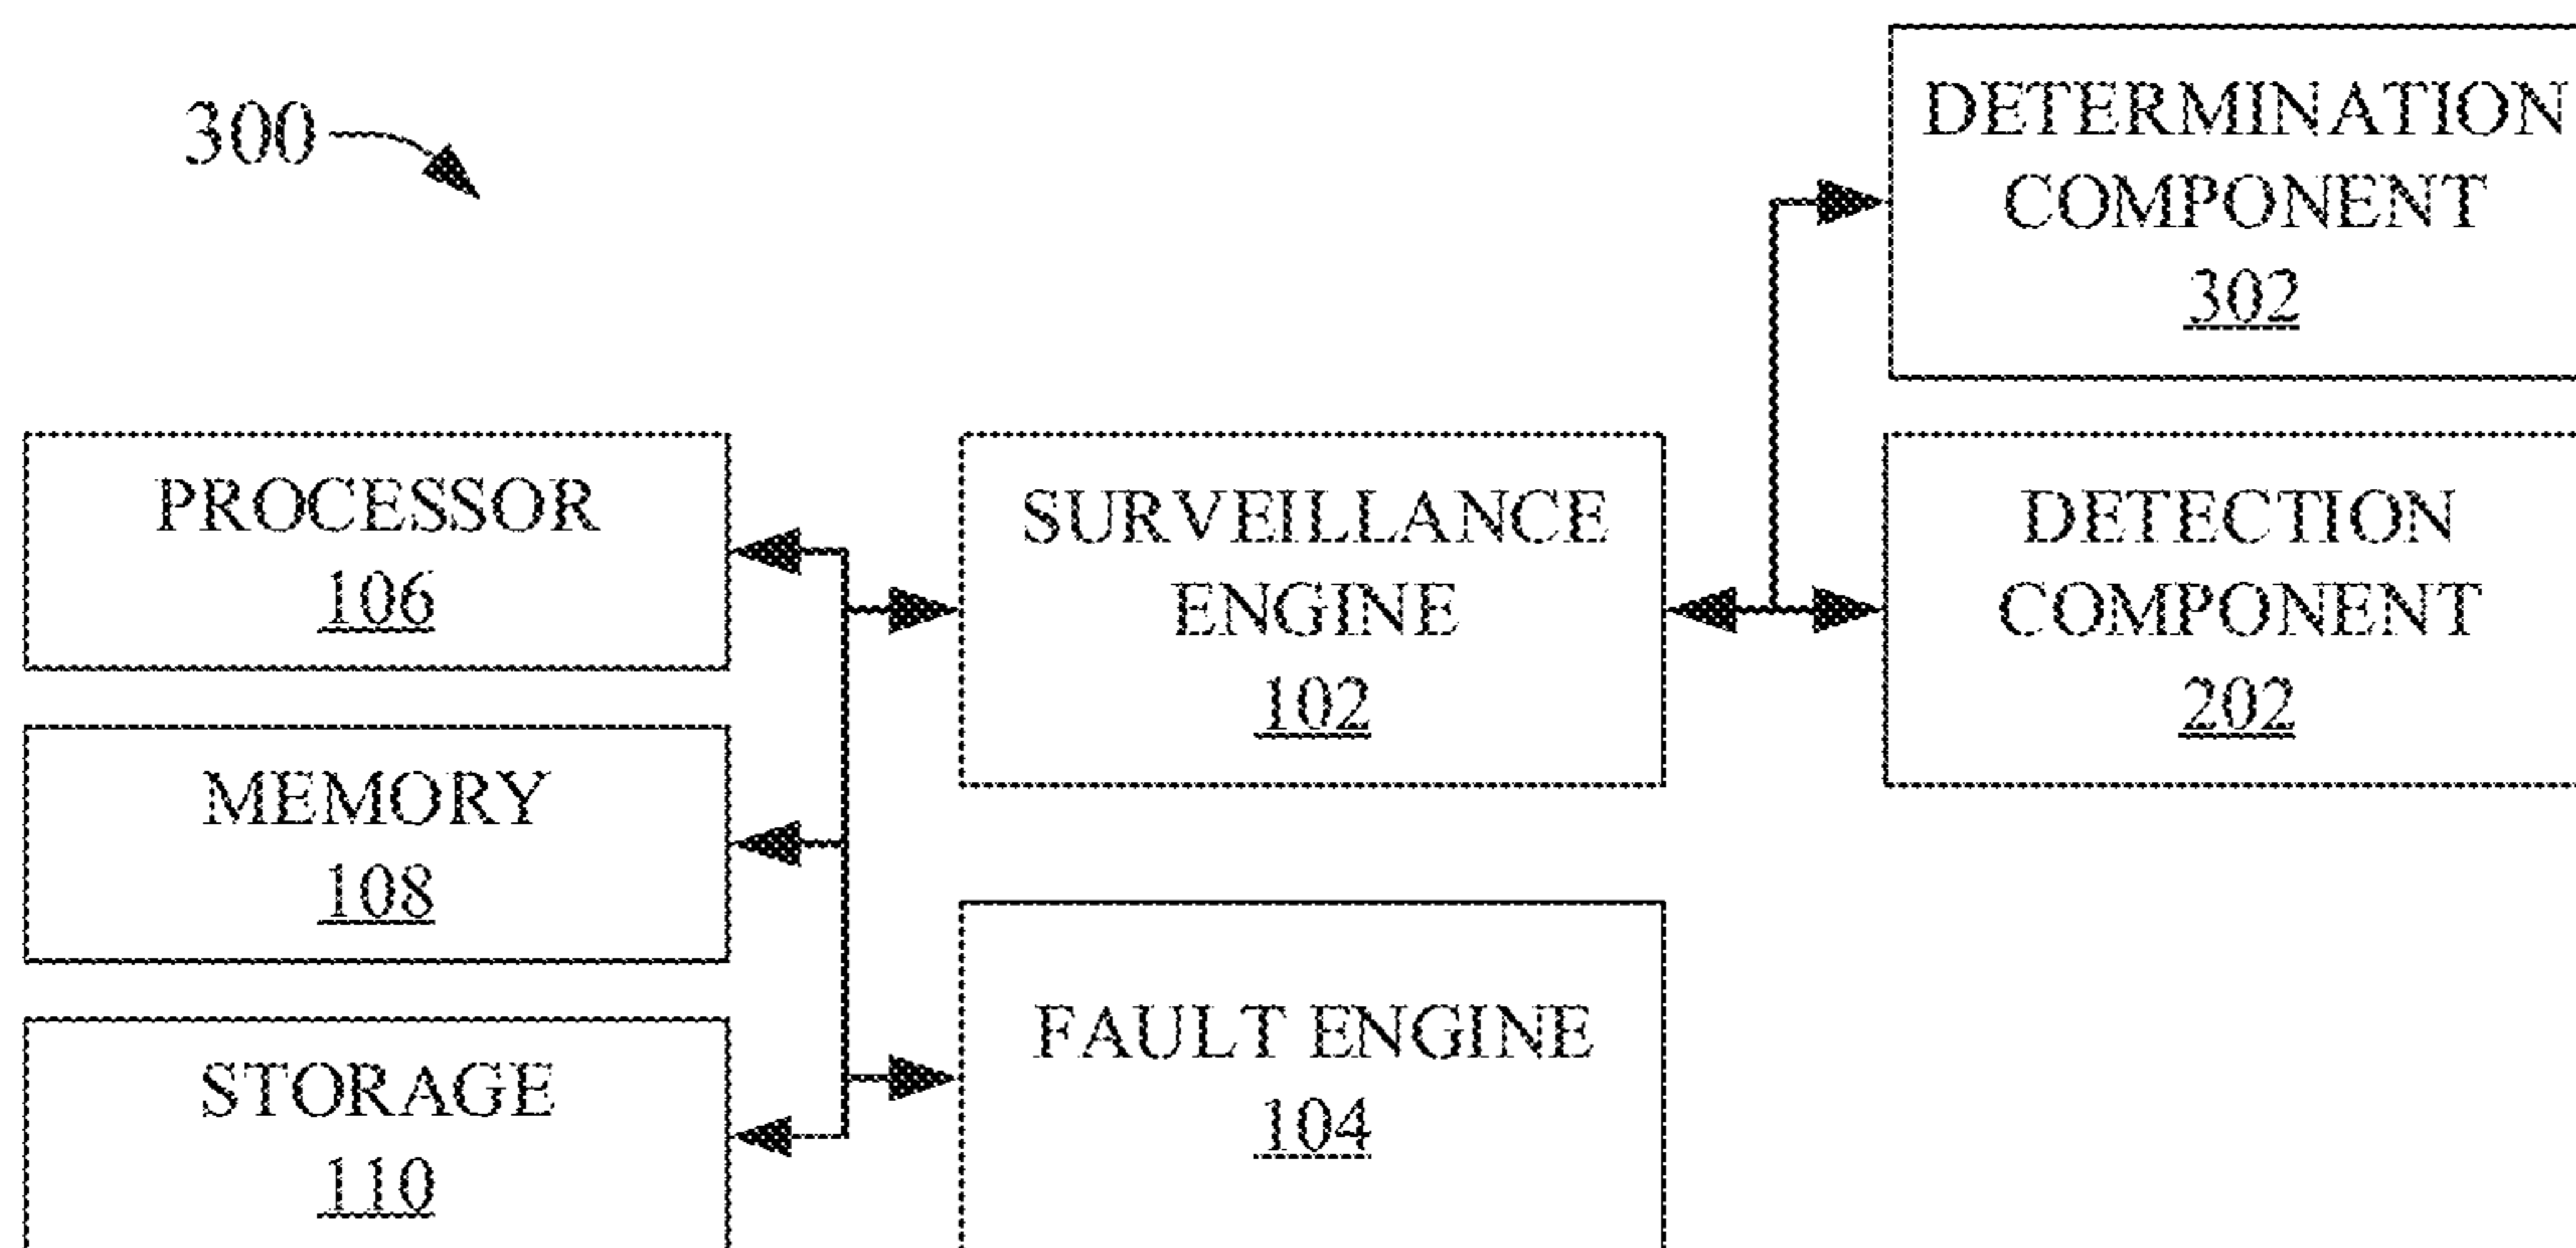 300
DETERMINATION
COMPONENT
302
PROCESSOR
106
SURVEILLANCE
ENGINE
102
DETECTION
COMPONENT
202
MEMORY
108
FAULT ENGINE
104
STORAGE
110